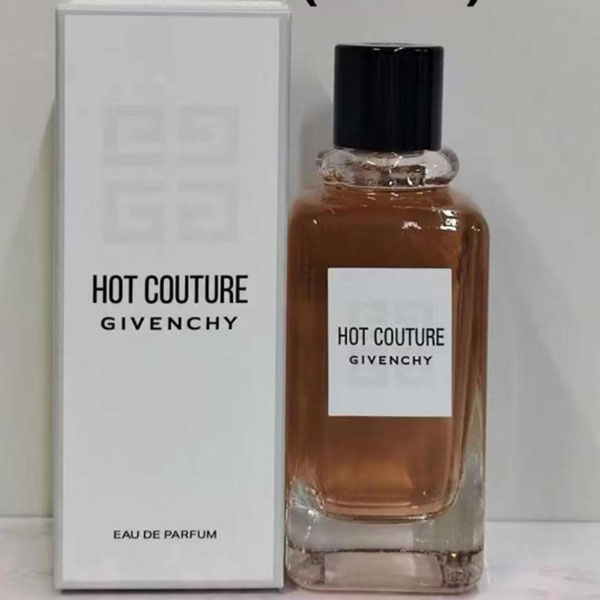 HOT COUTURE
GIVENCHY
EAU DE PARFUM
HOT COUTURE
GIVENCHY